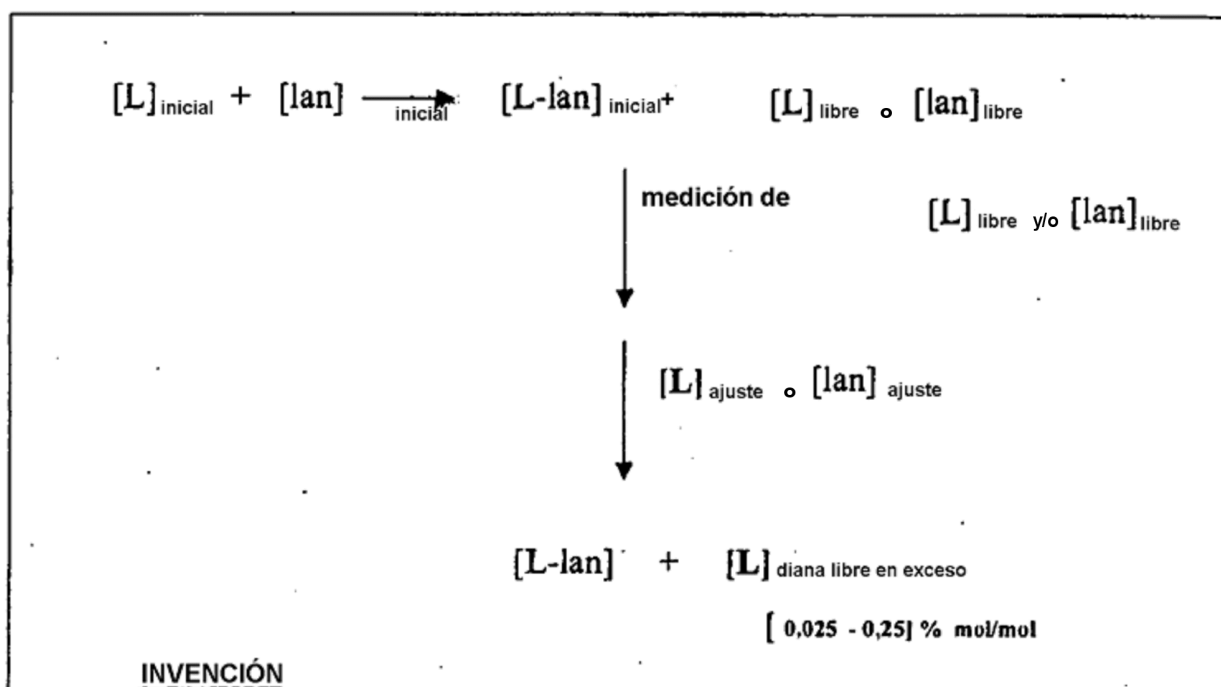 [L] inicial + [lan] inicial [L-lan] inicial+ [L] libre o [lan] libre
medición de [L] libre y/o [lan] libre
[L] ajuste o [lan] ajuste
[L-lan] + [L] diana libre en exceso
[ 0,025 - 0,25] % mol/mol
INVENCIÓN